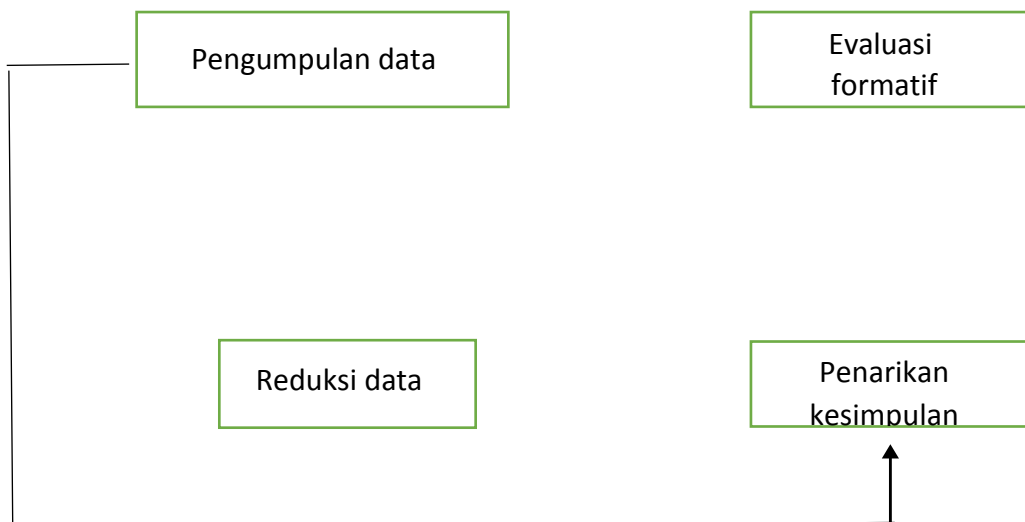 Pengumpulan data
Evaluasi
formatif
Reduksi data
Penarikan
kesimpulan